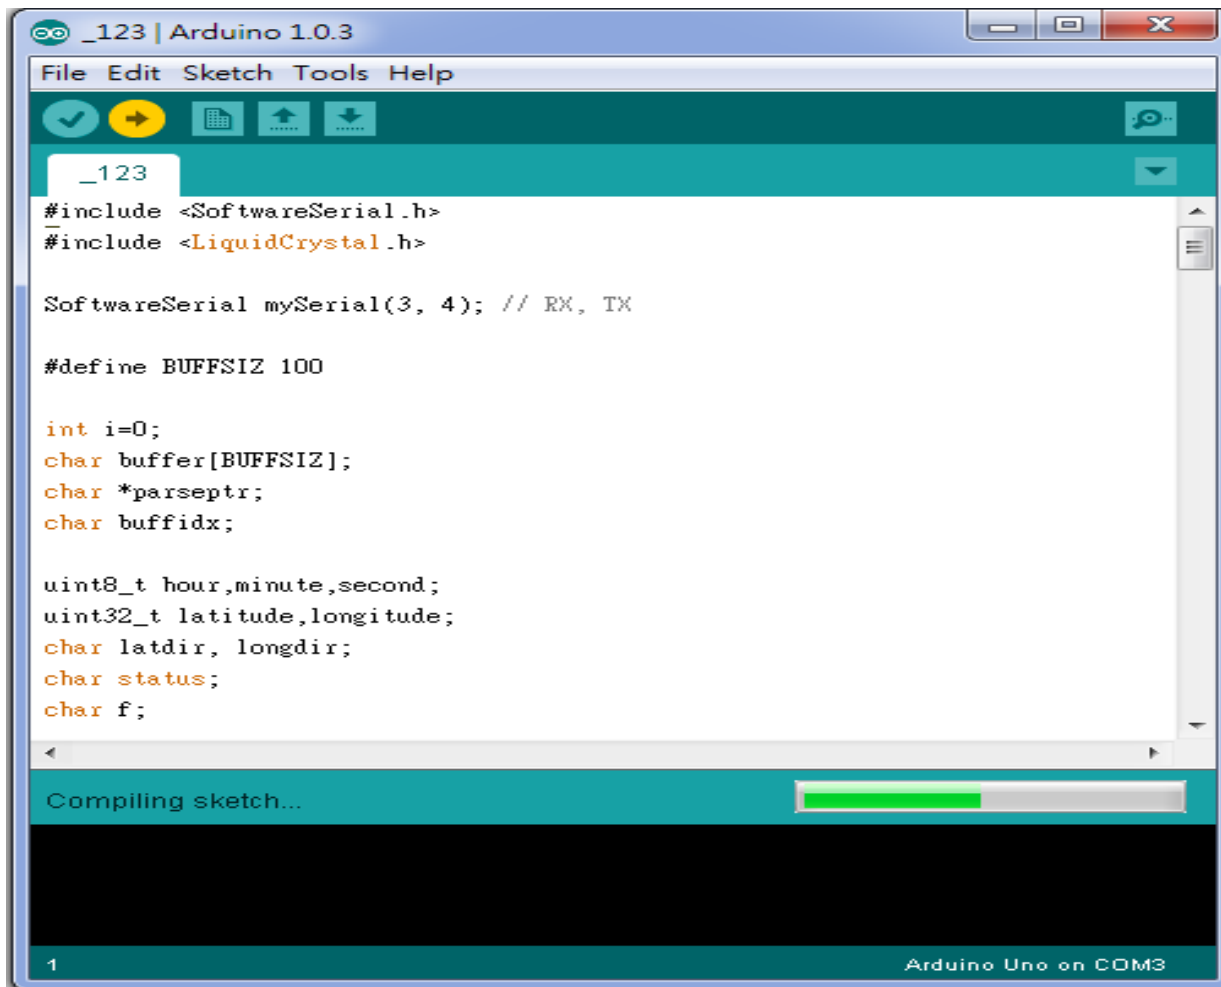 _123 | Arduino 1.0.3
File Edit Sketch Tools Help
_123
#include <SoftwareSerial.h>
#include <LiquidCrystal.h>
SoftwareSerial mySerial(3, 4); // RX, TX
#define BUFFSIZ 100
int i=0;
char buffer[BUFFSIZ];
char *parseptr;
char buffidx;
uint8_t hour,minute,second;
uint32_t latitude,longitude;
char latdir, longdir;
char status;
char f;
Compiling sketch...
1 Arduino Uno on COM3